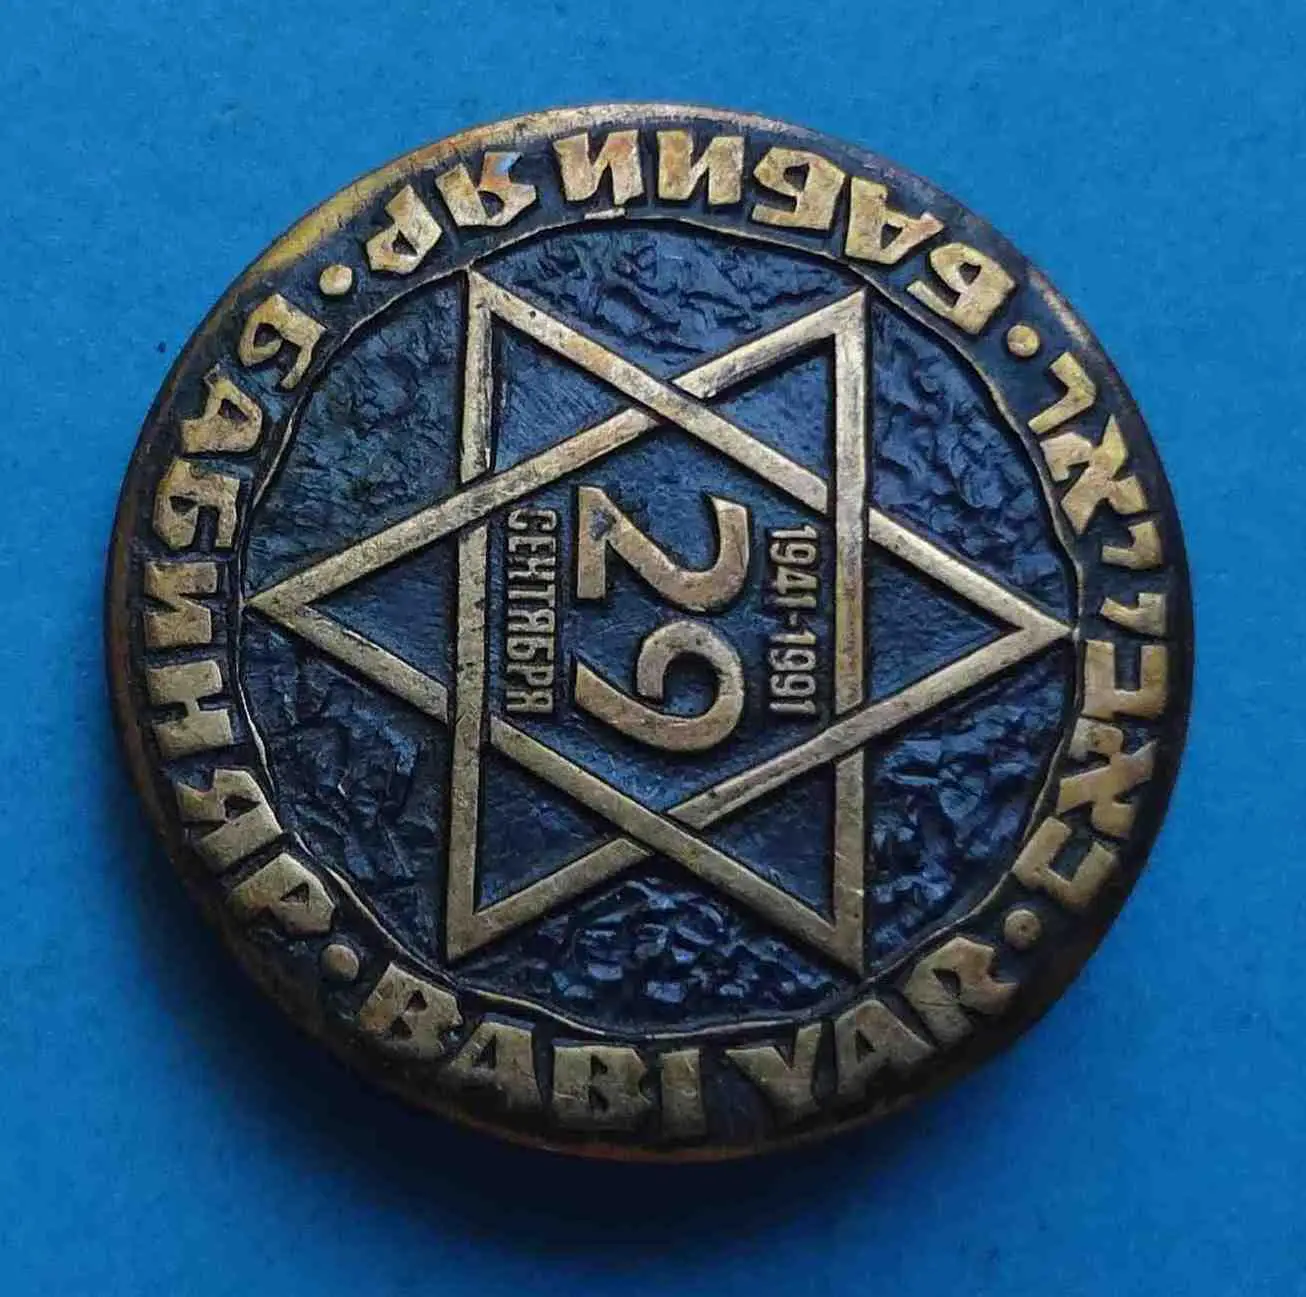 1941-1991
29
СЕНТЯБРЯ
БАБИЙ ЯР
באבי יאר
BABI YAR
БАБИН ЯР